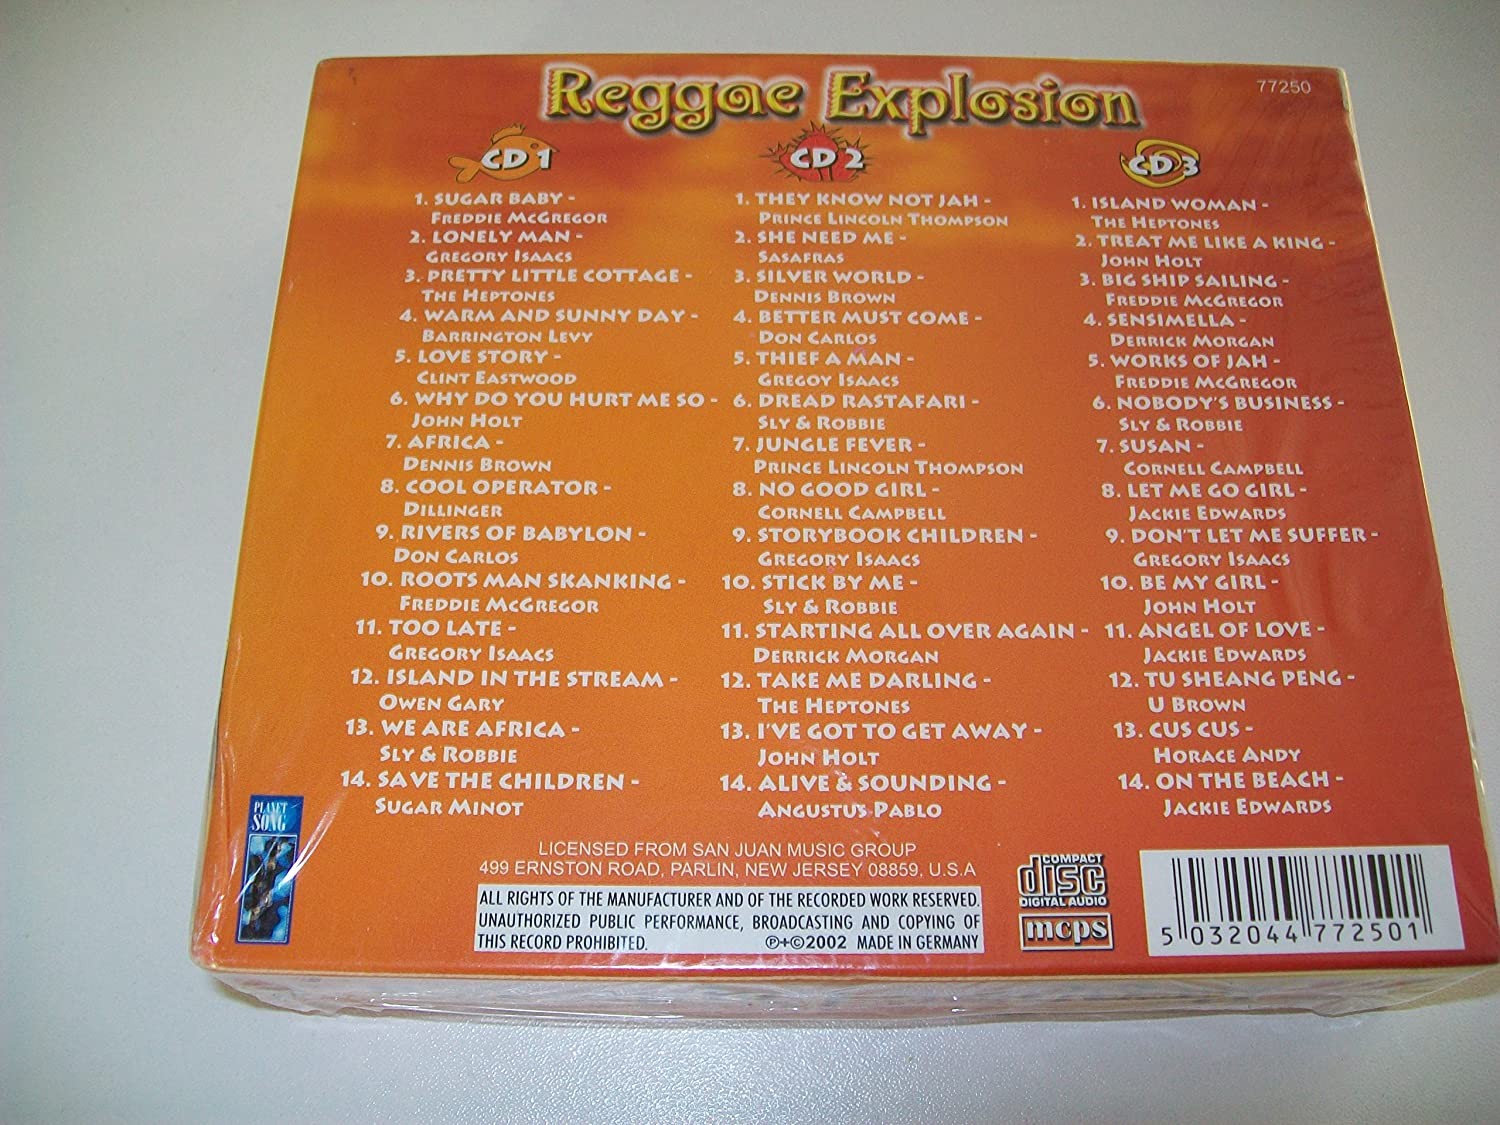 Reggae Explosion
77250
CD 1
1. SUGAR BABY -
FREDDIE MCGREGOR
2. LONELY MAN -
GREGORY ISAACS
3. PRETTY LITTLE COTTAGE -
THE HEPTONES
4. WARM AND SUNNY DAY -
BARRINGTON LEVY
5. LOVE STORY -
CLINT EASTWOOD
6. WHY DO YOU HURT ME SO -
JOHN HOLT
7. AFRICA -
DENNIS BROWN
8. COOL OPERATOR -
DILLINGER
9. RIVERS OF BABYLON -
DON CARLOS
10. ROOTS MAN SKANKING -
FREDDIE MCGREGOR
11. TOO LATE -
GREGORY ISAACS
12. ISLAND IN THE STREAM -
OWEN GARY
13. WE ARE AFRICA -
SLY & ROBBIE
14. SAVE THE CHILDREN -
SUGAR MINOT
CD 2
1. THEY KNOW NOT JAH -
PRINCE LINCOLN THOMPSON
2. SHE NEED ME -
SASAFRAS
3. SILVER WORLD -
DENNIS BROWN
4. BETTER MUST COME -
DON CARLOS
5. THIEF A MAN -
GREGOY ISAACS
6. DREAD RASTAFARI -
SLY & ROBBIE
7. JUNGLE FEVER -
PRINCE LINCOLN THOMPSON
8. NO GOOD GIRL -
CORNELL CAMPBELL
9. STORYBOOK CHILDREN -
GREGORY ISAACS
10. STICK BY ME -
SLY & ROBBIE
11. STARTING ALL OVER AGAIN -
DERRICK MORGAN
12. TAKE ME DARLING -
THE HEPTONES
13. I'VE GOT TO GET AWAY -
JOHN HOLT
14. ALIVE & SOUNDING -
ANGUSTUS PABLO
CD 3
1. ISLAND WOMAN -
THE HEPTONES
2. TREAT ME LIKE A KING -
JOHN HOLT
3. BIG SHIP SAILING -
FREDDIE MCGREGOR
4. SENSIMELLA -
DERRICK MORGAN
5. WORKS OF JAH -
FREDDIE MCGREGOR
6. NOBODY'S BUSINESS -
SLY & ROBBIE
7. SUSAN -
CORNELL CAMPBELL
8. LET ME GO GIRL -
JACKIE EDWARDS
9. DON'T LET ME SUFFER -
GREGORY ISAACS
10. BE MY GIRL -
JOHN HOLT
11. ANGEL OF LOVE -
JACKIE EDWARDS
12. TU SHEANG PENG -
U BROWN
13. CUS CUS -
HORACE ANDY
14. ON THE BEACH -
JACKIE EDWARDS
PLANET
SONG
LICENSED FROM SAN JUAN MUSIC GROUP
499 ERNSTON ROAD, PARLIN, NEW JERSEY 08859, U.S.A
ALL RIGHTS OF THE MANUFACTURER AND OF THE RECORDED WORK RESERVED.
UNAUTHORIZED PUBLIC PERFORMANCE, BROADCASTING AND COPYING OF
THIS RECORD PROHIBITED. ℗+©2002 MADE IN GERMANY
COMPACT
disc
DIGITAL AUDIO
mcps
5 032044 772501